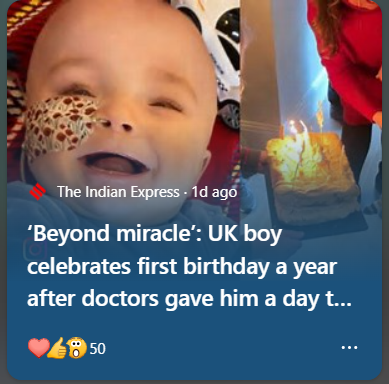 The Indian Express · 1d ago
‘Beyond miracle’: UK boy
celebrates first birthday a year
after doctors gave him a day t...
50